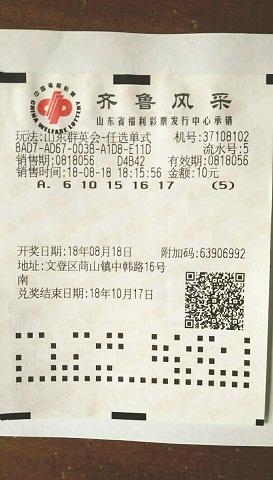 中国福利彩票
CHINA WELFARE LOTTERY
齐鲁风采
山东省福利彩票发行中心承销
玩法:山东群英会-任选单式 机号:37108102
8AD7-AD67-003B-A1D8-E11D 流水号:5
销售期:0818056 D4B42 有效期:0818056
销售时间:18-08-18 18:15:56 金额:10元
A. 6 10 15 16 17 (5)
开奖日期:18年08月18日 附加码:63906992
地址:文登区茼山镇中韩路16号
南
兑奖结束日期:18年10月17日